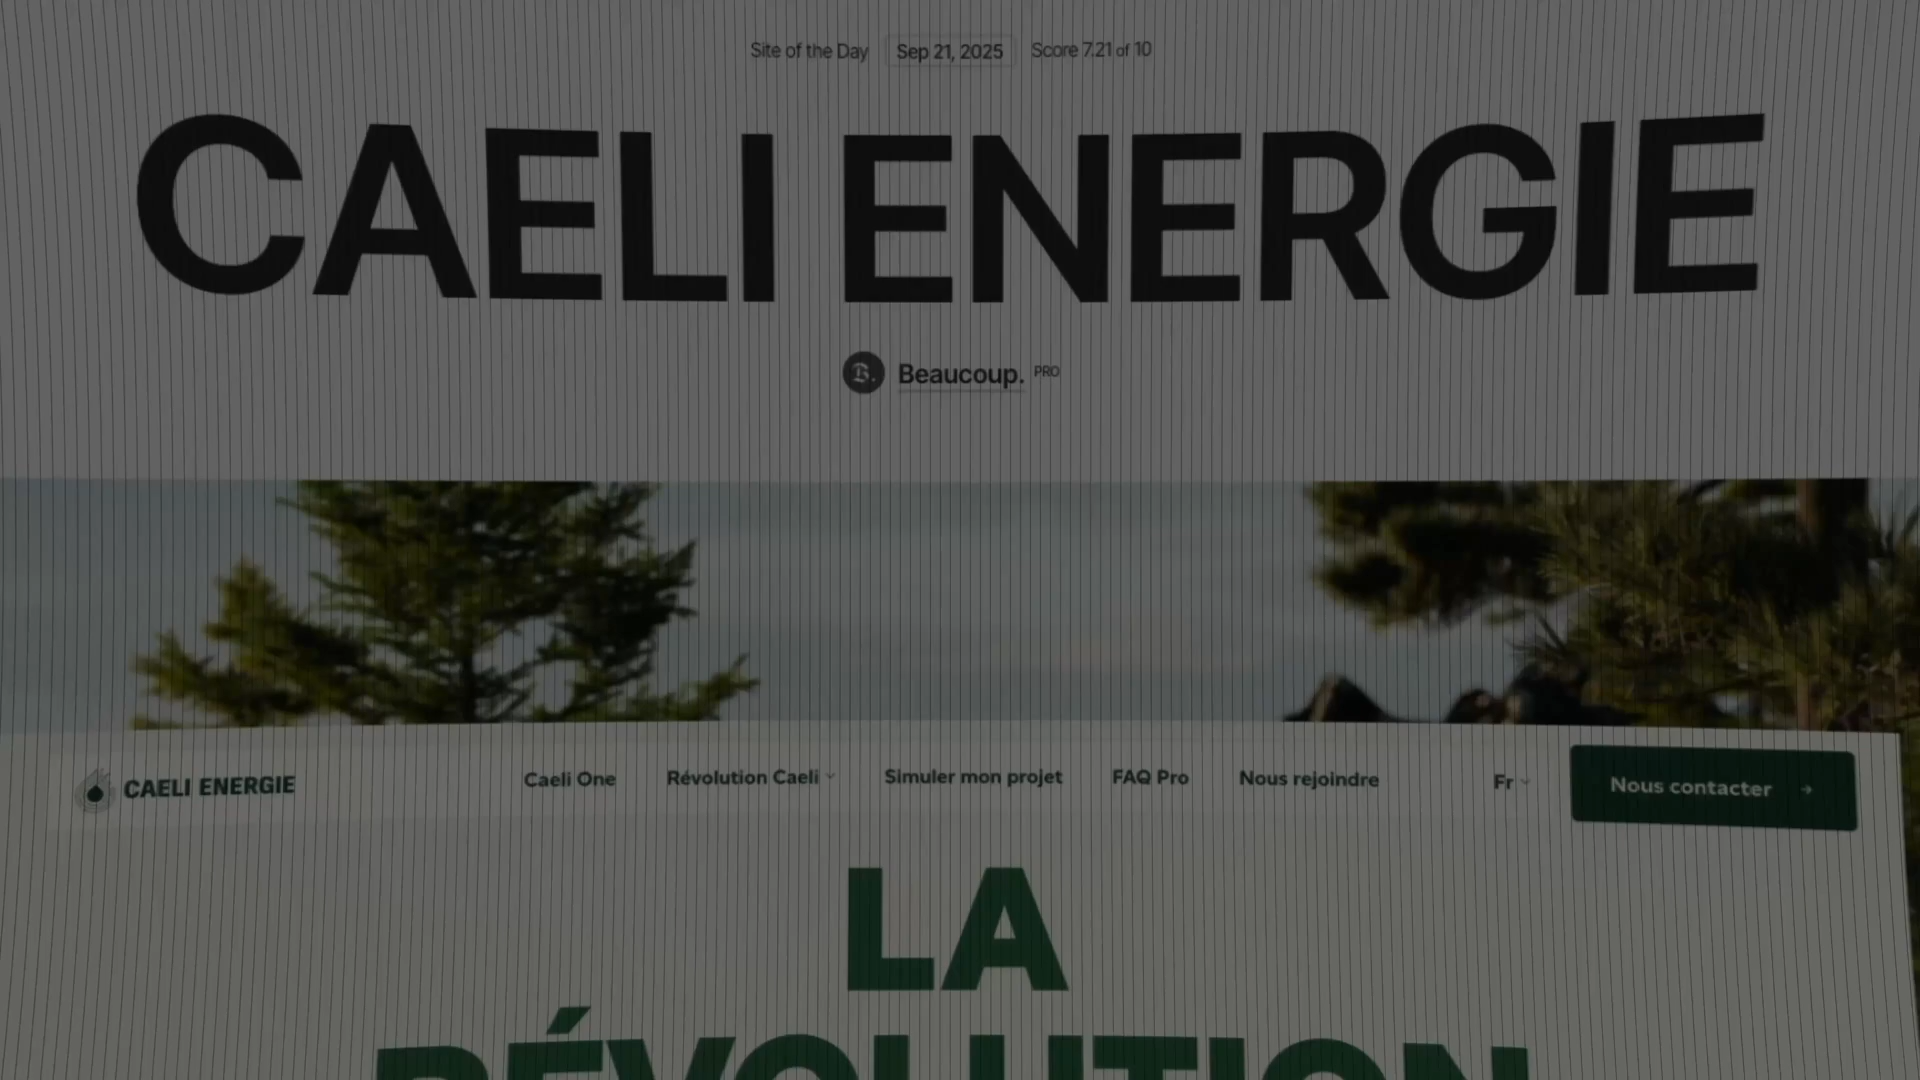 Site of the Day Sep 21, 2025 Score 7.21 of 10
CAELI ENERGIE
B. Beaucoup. PRO
CAELI ENERGIE Caeli One Révolution Caeli Simuler mon projet FAQ Pro Nous rejoindre Fr Nous contacter →
LA
RÉVOLUTION